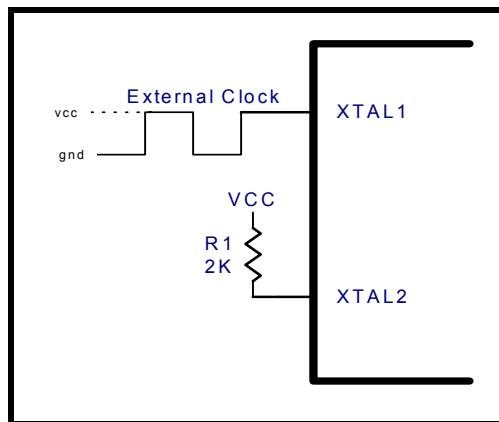 External Clock
vcc
XTAL1
gnd
VCC
R1
2K
XTAL2